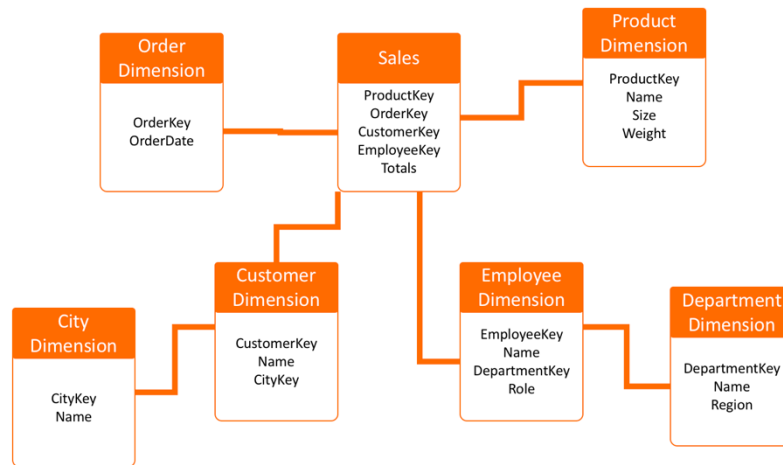 Order
Dimension
OrderKey
OrderDate
Sales
ProductKey
OrderKey
CustomerKey
EmployeeKey
Totals
Product
Dimension
ProductKey
Name
Size
Weight
City
Dimension
CityKey
Name
Customer
Dimension
CustomerKey
Name
CityKey
Employee
Dimension
EmployeeKey
Name
DepartmentKey
Role
Department
Dimension
DepartmentKey
Name
Region